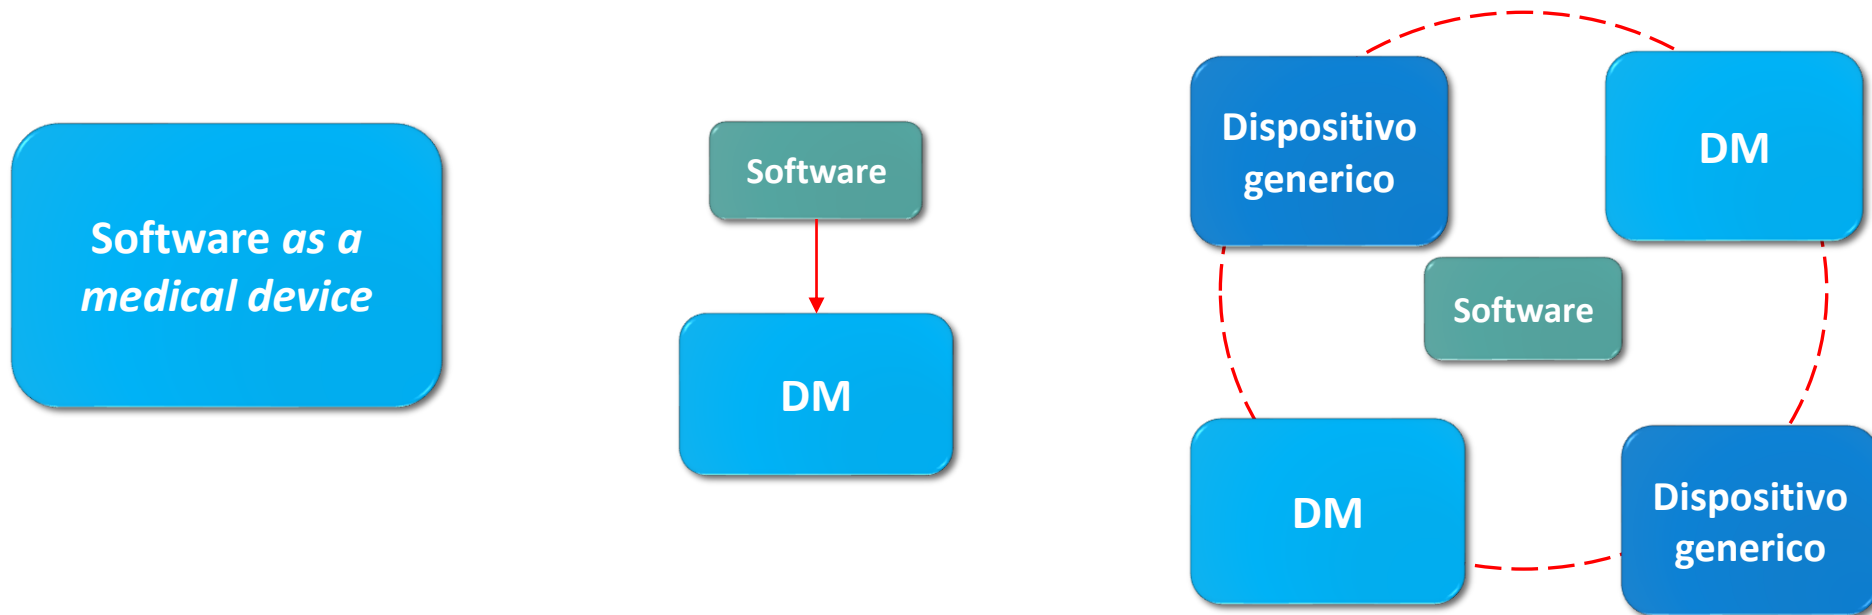 Software as a
medical device
Software
DM
Dispositivo
generico
DM
Software
DM
Dispositivo
generico